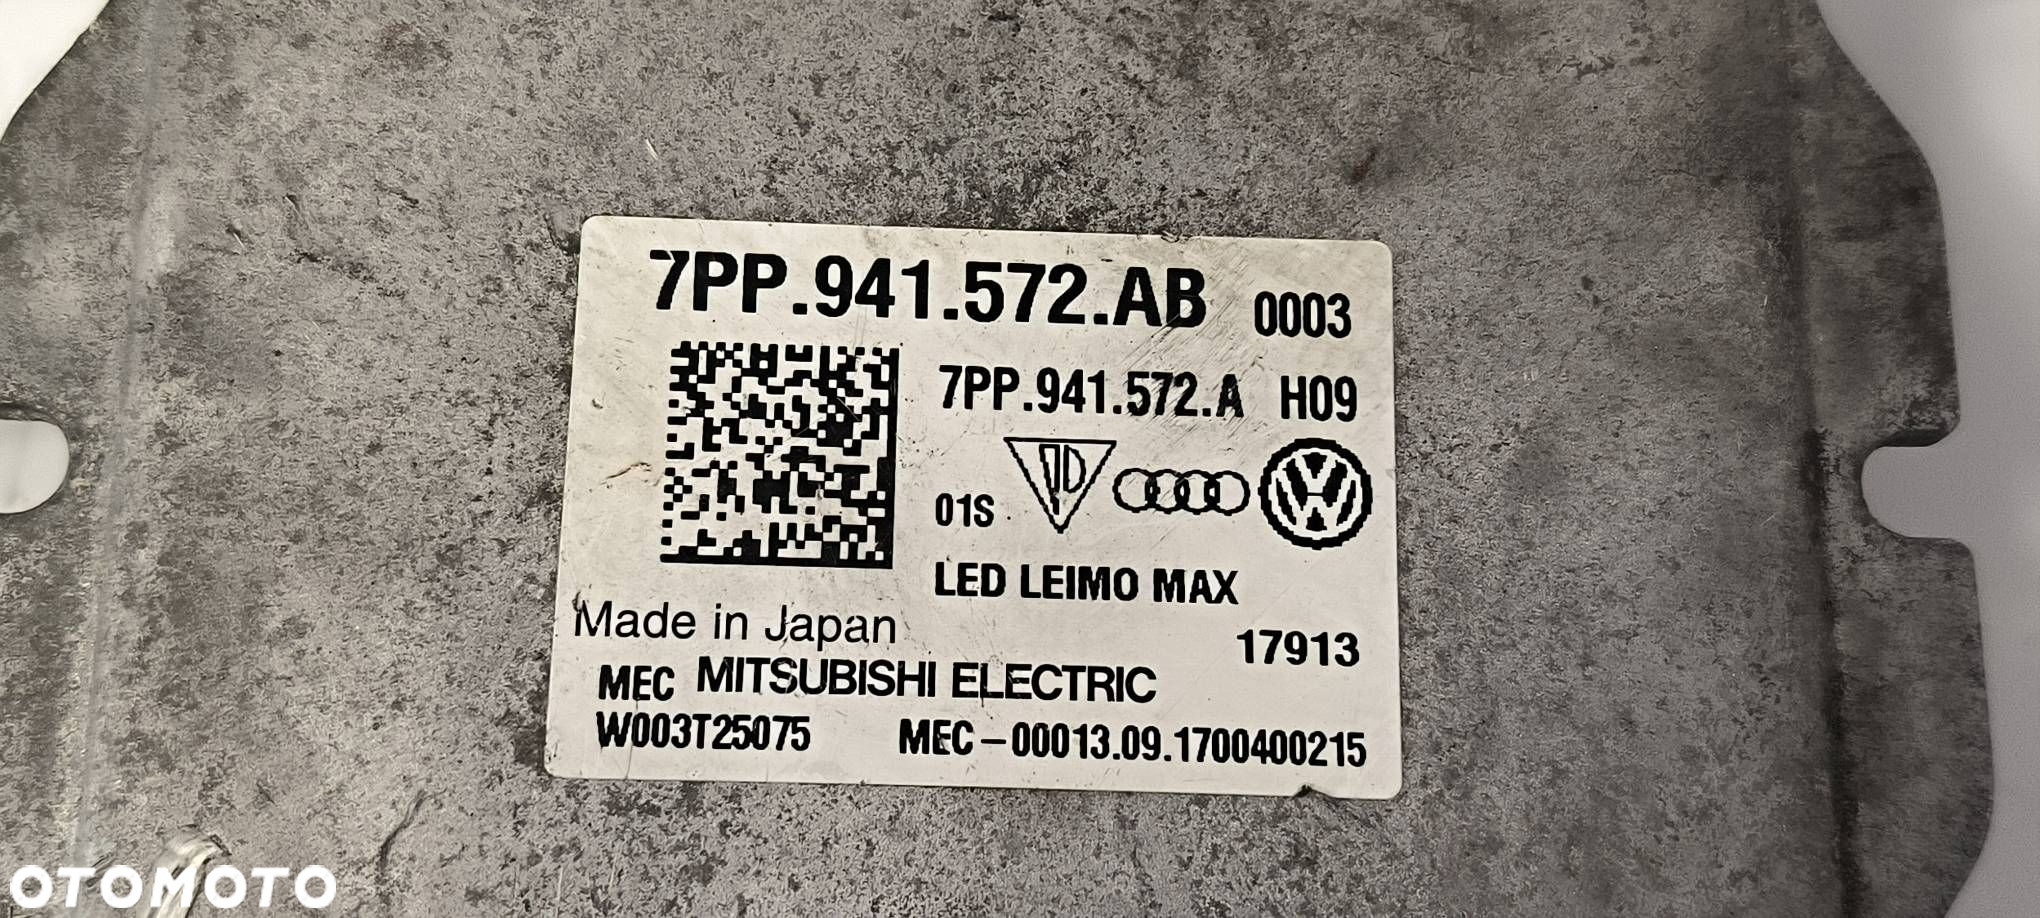 7PP.941.572.AB 0003
7PP.941.572.A H09
01S
LED LEIMO MAX
Made in Japan
17913
MEC MITSUBISHI ELECTRIC
W003T25075 MEC-00013.09.1700400215
OTOMOTO